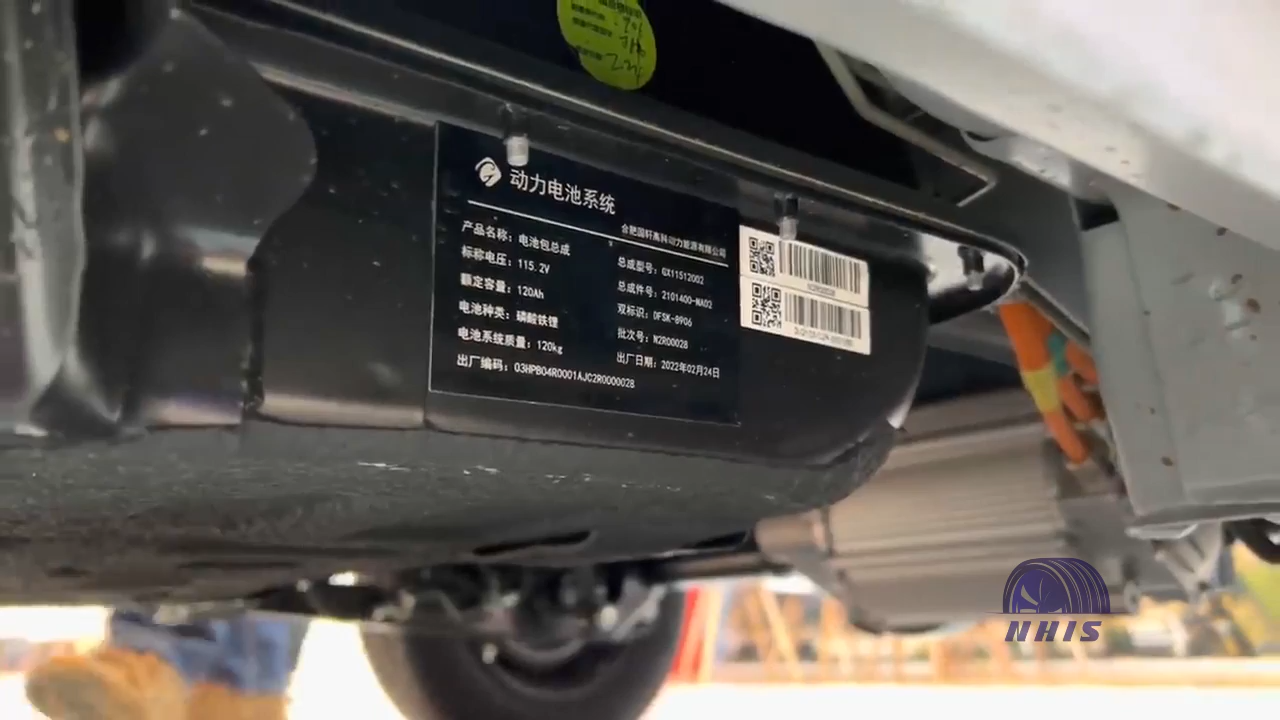 动力电池系统
合肥国轩高科动力能源有限公司
产品名称：电池包总成
标称电压：115.2V
额定容量：120Ah
电池种类：磷酸铁锂
电池系统质量：120kg
出厂编码：03HPB04R0001AJC2R0000028
总成型号：GX11512002
总成件号：2101400-MA02
双标识：DFSK-B906
批次号：N2R00028
出厂日期：2022年02月24日
N2R00028
NHIS